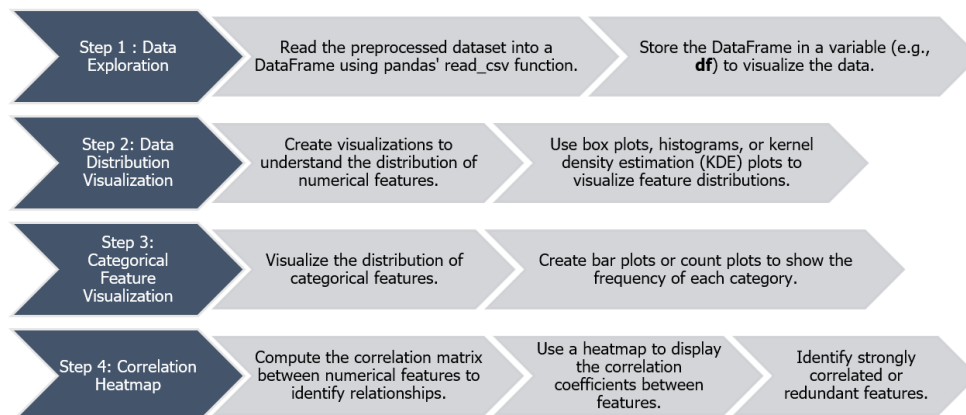 Step 1 : Data
Exploration
Read the preprocessed dataset into a
DataFrame using pandas' read_csv function.
Store the DataFrame in a variable (e.g.,
df) to visualize the data.
Step 2: Data
Distribution
Visualization
Create visualizations to
understand the distribution of
numerical features.
Use box plots, histograms, or kernel
density estimation (KDE) plots to
visualize feature distributions.
Step 3:
Categorical
Feature
Visualization
Visualize the distribution of
categorical features.
Create bar plots or count plots to show the
frequency of each category.
Step 4: Correlation
Heatmap
Compute the correlation matrix
between numerical features to
identify relationships.
Use a heatmap to display
the correlation
coefficients between
features.
Identify strongly
correlated or
redundant features.